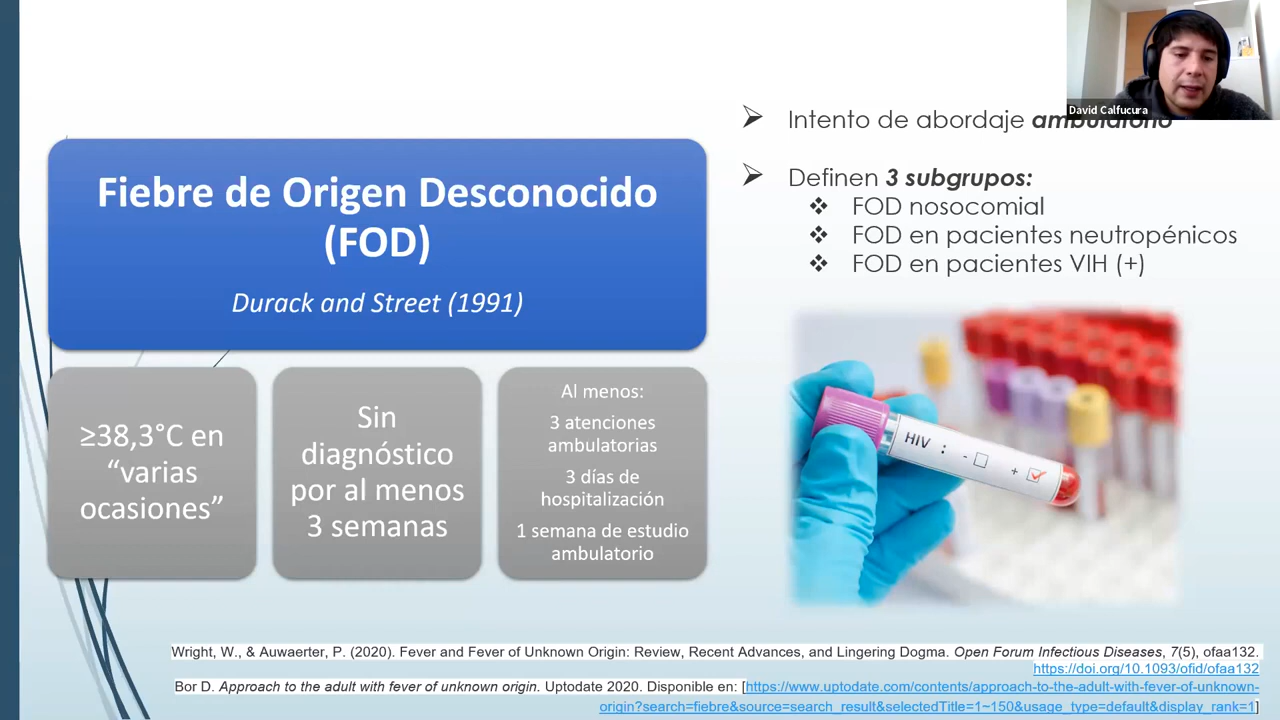 David Calfucura
Intento de abordaje ambulatorio
Definen 3 subgrupos:
FOD nosocomial
FOD en pacientes neutropénicos
FOD en pacientes VIH (+)
Fiebre de Origen Desconocido
(FOD)
Durack and Street (1991)
≥38,3°C en
“varias
ocasiones”
Sin
diagnóstico
por al menos
3 semanas
Al menos:
3 atenciones
ambulatorias
3 días de
hospitalización
1 semana de estudio
ambulatorio
HIV : - +
Wright, W., & Auwaerter, P. (2020). Fever and Fever of Unknown Origin: Review, Recent Advances, and Lingering Dogma. Open Forum Infectious Diseases, 7(5), ofaa132.
https://doi.org/10.1093/ofid/ofaa132
Bor D. Approach to the adult with fever of unknown origin. Uptodate 2020. Disponible en: [https://www.uptodate.com/contents/approach-to-the-adult-with-fever-of-unknown-
origin?search=fiebre&source=search_result&selectedTitle=1~150&usage_type=default&display_rank=1]